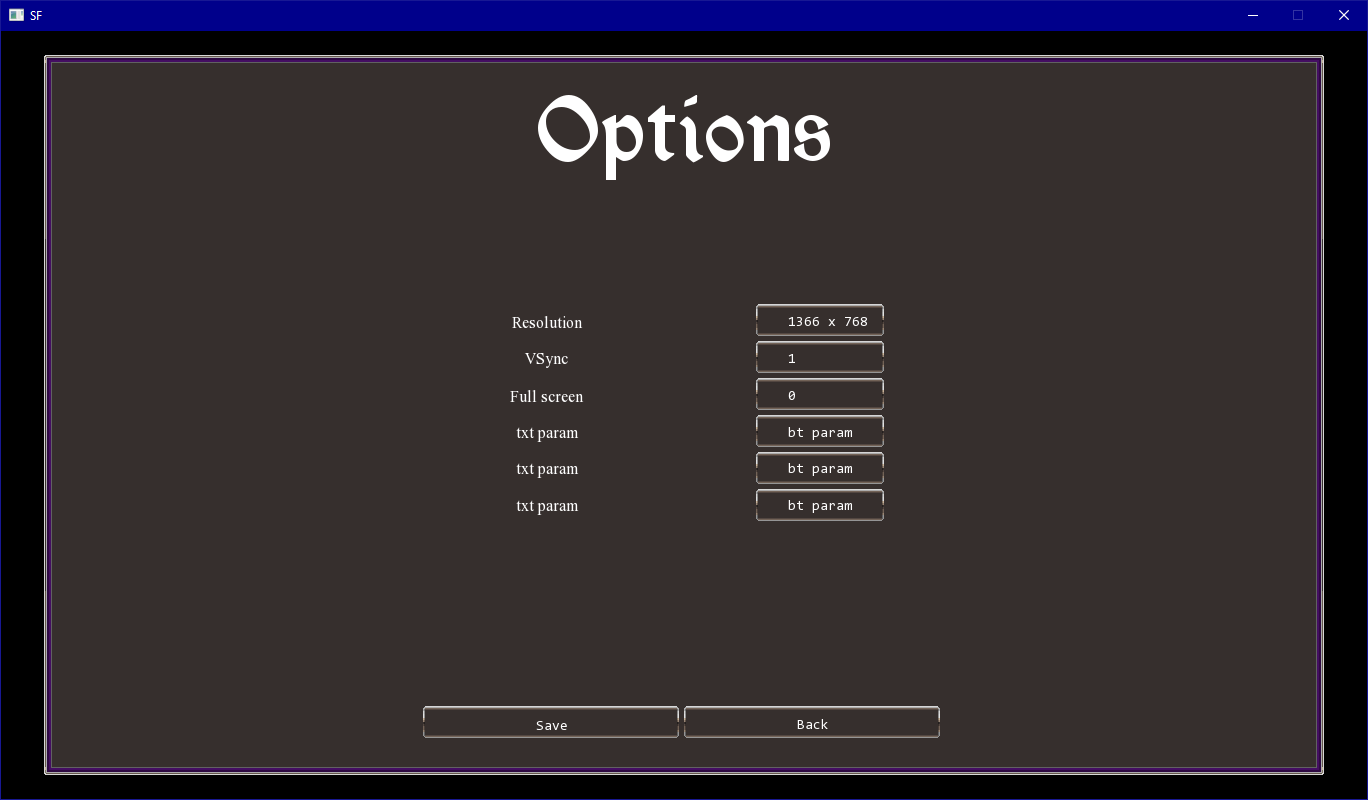 SF
Options
Resolution 1366 x 768
VSync 1
Full screen 0
txt param bt param
txt param bt param
txt param bt param
Save Back